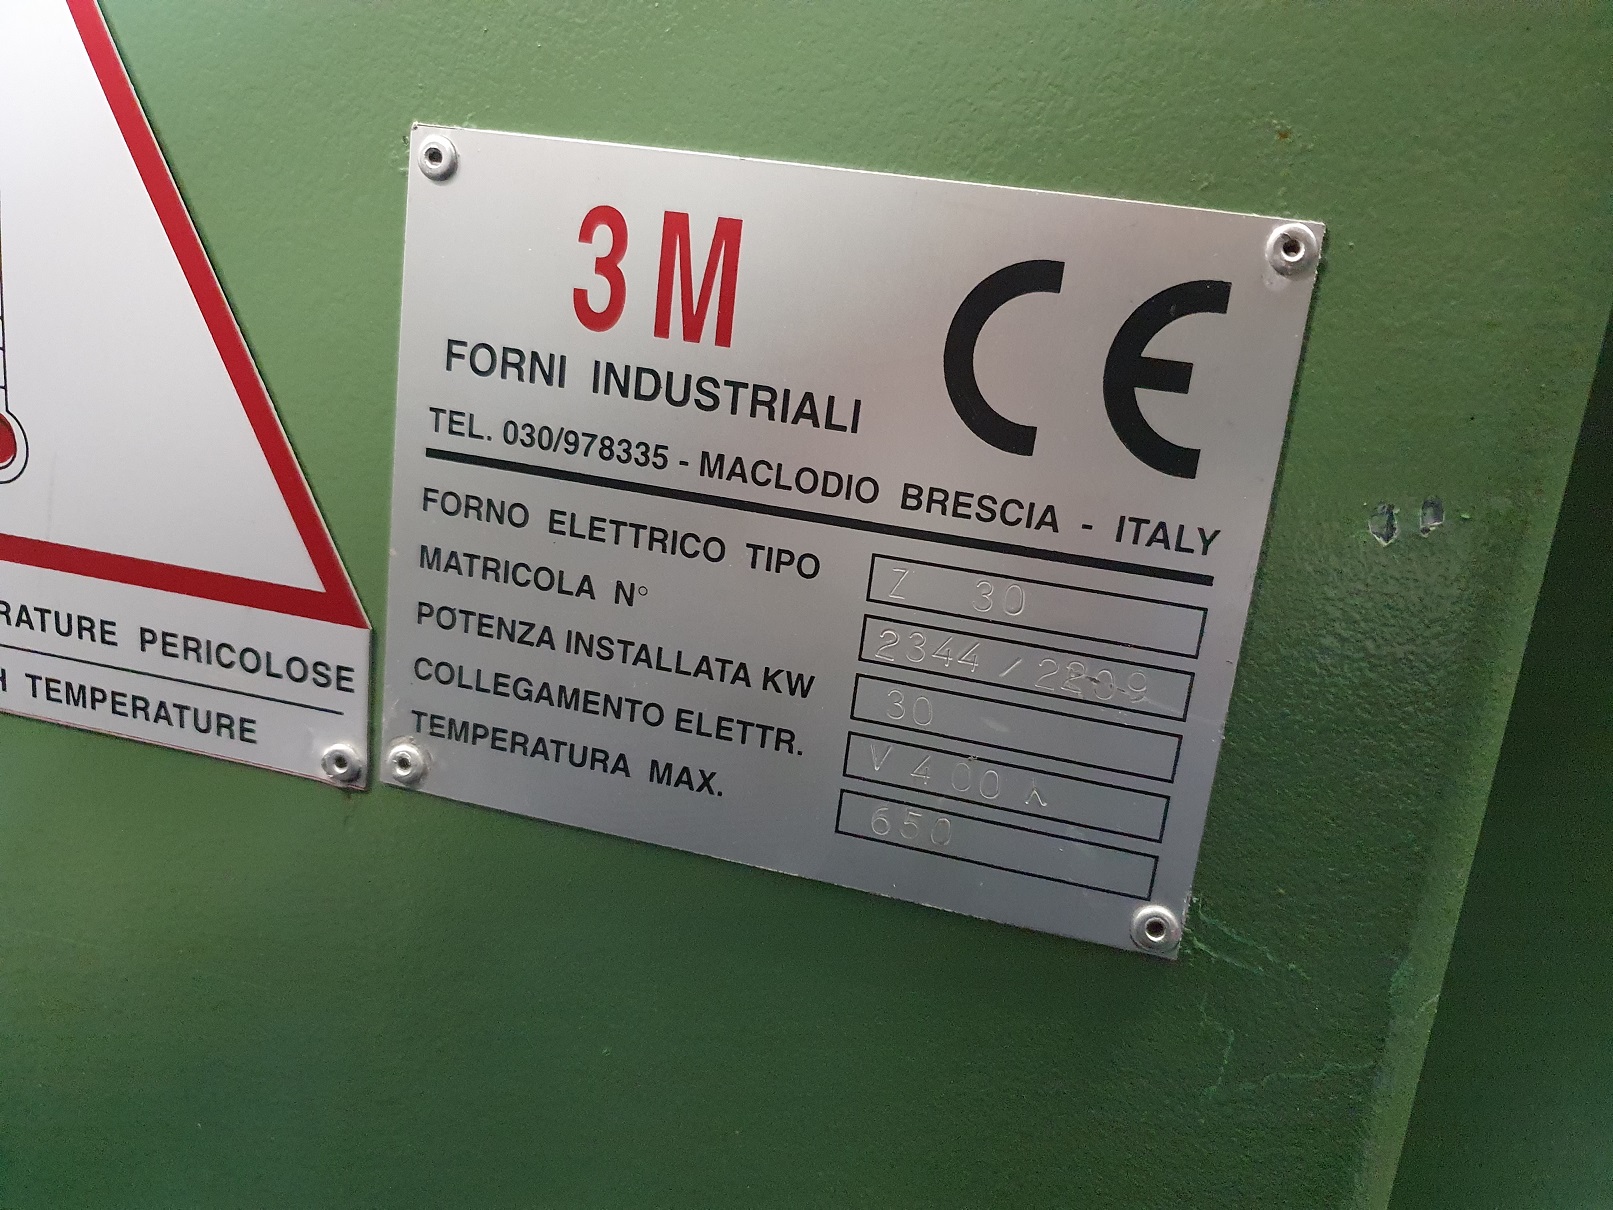 3M
CE
FORNI INDUSTRIALI
TEL. 030/978335 - MACLODIO BRESCIA - ITALY
FORNO ELETTRICO TIPO Z 30
MATRICOLA N° 2344 /
POTENZA INSTALLATA KW 30
COLLEGAMENTO ELETTR. V 400 λ
TEMPERATURA MAX. 650
RATURE PERICOLOSE
H TEMPERATURE